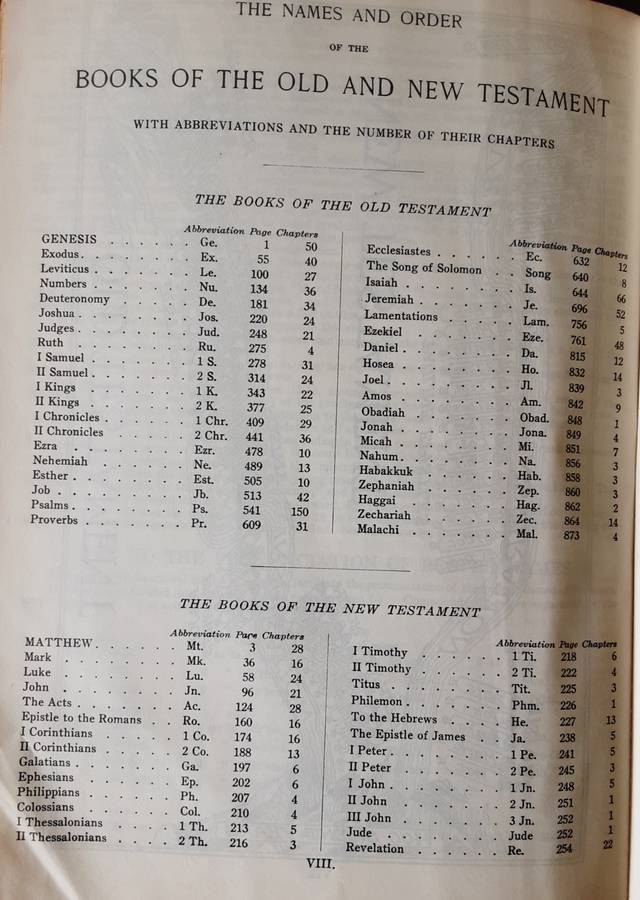 THE NAMES AND ORDER
OF THE
BOOKS OF THE OLD AND NEW TESTAMENT
WITH ABBREVIATIONS AND THE NUMBER OF THEIR CHAPTERS
THE BOOKS OF THE OLD TESTAMENT
Abbreviation Page Chapters
GENESIS . . . . . . Ge. 1 50
Exodus . . . . . . . Ex. 55 40
Leviticus . . . . . . Le. 100 27
Numbers . . . . . . Nu. 134 36
Deuteronomy . . . . . De. 181 34
Joshua . . . . . . . Jos. 220 24
Judges . . . . . . . Jud. 248 21
Ruth . . . . . . . Ru. 275 4
I Samuel . . . . . . 1 S. 278 31
II Samuel . . . . . . 2 S. 314 24
I Kings . . . . . . 1 K. 343 22
II Kings . . . . . . 2 K. 377 25
I Chronicles . . . . . 1 Chr. 409 29
II Chronicles . . . . . 2 Chr. 441 36
Ezra . . . . . . . Ezr. 478 10
Nehemiah . . . . . . Ne. 489 13
Esther . . . . . . . Est. 505 10
Job . . . . . . . . Jb. 513 42
Psalms . . . . . . . Ps. 541 150
Proverbs . . . . . . Pr. 609 31
Abbreviation Page Chapters
Ecclesiastes . . . . . Ec. 632 12
The Song of Solomon . . Song 640 8
Isaiah . . . . . . . Is. 644 66
Jeremiah . . . . . . Je. 696 52
Lamentations . . . . Lam. 756 5
Ezekiel . . . . . . Eze. 761 48
Daniel . . . . . . . Da. 815 12
Hosea . . . . . . Ho. 832 14
Joel . . . . . . . . Jl. 839 3
Amos . . . . . . . Am. 842 9
Obadiah . . . . . . Obad. 848 1
Jonah . . . . . . . Jona. 849 4
Micah . . . . . . . Mi. 851 7
Nahum . . . . . . . Na. 856 3
Habakkuk . . . . . Hab. 858 3
Zephaniah . . . . . Zep. 860 3
Haggai . . . . . . Hag. 862 2
Zechariah . . . . . Zec. 864 14
Malachi . . . . . . Mal. 873 4
THE BOOKS OF THE NEW TESTAMENT
Abbreviation Page Chapters
MATTHEW . . . . . . Mt. 3 28
Mark . . . . . . . Mk. 36 16
Luke . . . . . . . Lu. 58 24
John . . . . . . . Jn. 96 21
The Acts . . . . . . Ac. 124 28
Epistle to the Romans . . Ro. 160 16
I Corinthians . . . . 1 Co. 174 16
II Corinthians . . . . 2 Co. 188 13
Galatians . . . . . . Ga. 197 6
Ephesians . . . . . Ep. 202 6
Philippians . . . . . Ph. 207 4
Colossians . . . . . Col. 210 4
I Thessalonians . . . . 1 Th. 213 5
II Thessalonians . . . . 2 Th. 216 3
Abbreviation Page Chapters
I Timothy . . . . . . 1 Ti. 218 6
II Timothy . . . . . 2 Ti. 222 4
Titus . . . . . . . Tit. 225 3
Philemon . . . . . . Phm. 226 1
To the Hebrews . . . . He. 227 13
The Epistle of James . . Ja. 238 5
I Peter . . . . . . . 1 Pe. 241 5
II Peter . . . . . . 2 Pe. 245 3
I John . . . . . . . 1 Jn. 248 5
II John . . . . . . 2 Jn. 251 1
III John . . . . . . 3 Jn. 252 1
Jude . . . . . . . Jude 252 1
Revelation . . . . . . Re. 254 22
VIII.